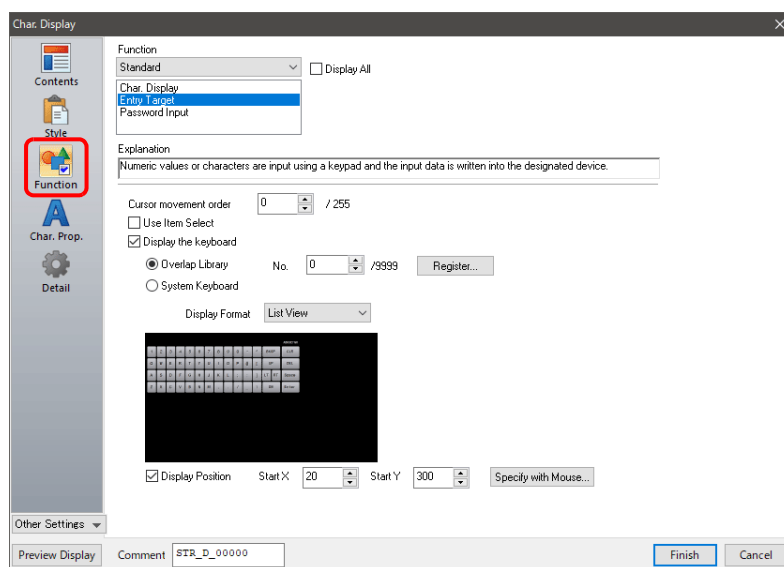 Char. Display
Contents
Style
Function
Char. Prop.
Detail
Other Settings
Function
Standard
Display All
Char. Display
Entry Target
Password Input
Explanation
Numeric values or characters are input using a keypad and the input data is written into the designated device.
Cursor movement order 0 / 255
Use Item Select
Display the keyboard
Overlap Library No. 0 /9999 Register...
System Keyboard
Display Format List View
Display Position Start X 20 Start Y 300 Specify with Mouse...
Preview Display Comment STR_D_00000 Finish Cancel